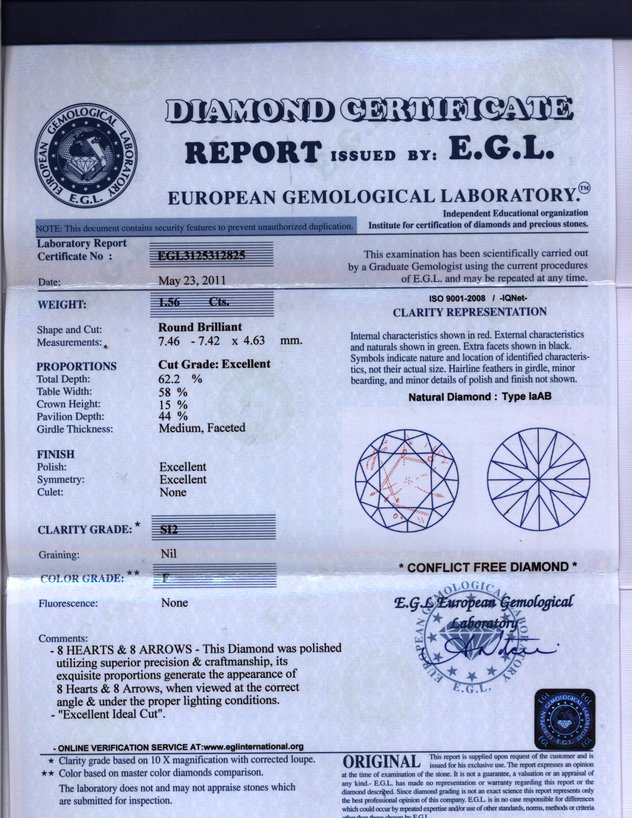 EUROPEAN GEMOLOGICAL LABORATORY
E.G.L.
DIAMOND CERTIFICATE
REPORT ISSUED BY: E.G.L.
EUROPEAN GEMOLOGICAL LABORATORY.™
Independent Educational organization
NOTE: This document contains security features to prevent unauthorized duplication.
Institute for certification of diamonds and precious stones.
Laboratory Report
Certificate No : EGL3125312825
Date: May 23, 2011
This examination has been scientifically carried out
by a Graduate Gemologist using the current procedures
of E.G.L. and may be repeated at any time.
WEIGHT: 1.56 Cts.
Shape and Cut: Round Brilliant
Measurements: 7.46 - 7.42 x 4.63 mm.
PROPORTIONS Cut Grade: Excellent
Total Depth: 62.2 %
Table Width: 58 %
Crown Height: 15 %
Pavilion Depth: 44 %
Girdle Thickness: Medium, Faceted
FINISH
Polish: Excellent
Symmetry: Excellent
Culet: None
CLARITY GRADE: * SI2
Graining: Nil
COLOR GRADE: ** F
Fluorescence: None
ISO 9001-2008 / -IQNet-
CLARITY REPRESENTATION
Internal characteristics shown in red. External characteristics
and naturals shown in green. Extra facets shown in black.
Symbols indicate nature and location of identified characteris-
tics, not their actual size. Hairline feathers in girdle, minor
bearding, and minor details of polish and finish not shown.
Natural Diamond : Type IaAB
* CONFLICT FREE DIAMOND *
E.G.L European Gemological
Laboratory
EUROPEAN GEMOLOGICAL LABORATORY
E.G.L.
Comments:
- 8 HEARTS & 8 ARROWS - This Diamond was polished
utilizing superior precision & craftmanship, its
exquisite proportions generate the appearance of
8 Hearts & 8 Arrows, when viewed at the correct
angle & under the proper lighting conditions.
- "Excellent Ideal Cut".
- ONLINE VERIFICATION SERVICE AT:www.eglinternational.org
* Clarity grade based on 10 X magnification with corrected loupe.
** Color based on master color diamonds comparison.
The laboratory does not and may not appraise stones which
are submitted for inspection.
EGL
E.G.L.
ORIGINAL This report is supplied upon request of the customer and is
issued for his exclusive use. The report expresses an opinion
at the time of examination of the stone. It is not a guarantee, a valuation or an appraisal of
any kind.- E.G.L. has made no representation or warranty regarding this report or the
diamond described. Since diamond grading is not an exact science this report represents only
the best professional opinion of this company. E.G.L. is in no case responsible for differences
which could occur by repeated expertise and/or use of other standards, norms, methods or criteria
other than those chosen by E.G.L